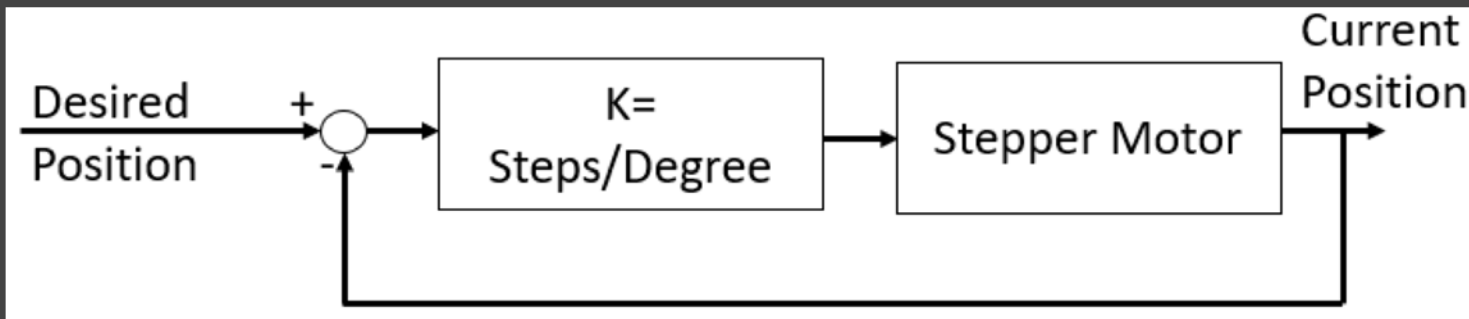 Desired
Position
+
-
K=
Steps/Degree
Stepper Motor
Current
Position